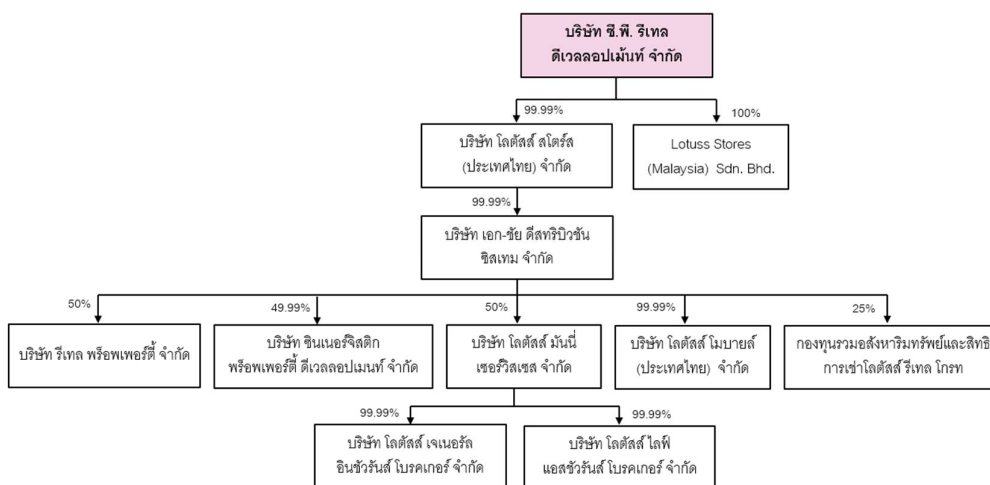 บริษัท ซี.พี. รีเทล
ดีเวลลอปเม้นท์ จำกัด
99.99%
100%
บริษัท โลตัสส์ สโตร์ส
(ประเทศไทย) จำกัด
Lotuss Stores
(Malaysia) Sdn. Bhd.
99.99%
บริษัท เอก-ชัย ดีสทริบิวชัน
ซิสเทม จำกัด
50%
49.99%
50%
99.99%
25%
บริษัท รีเทล พร็อพเพอร์ตี้ จำกัด
บริษัท ซินเนอร์จิสติก
พร็อพเพอร์ตี้ ดีเวลลอปเมนท์ จำกัด
บริษัท โลตัสส์ มันนี่
เซอร์วิสเซส จำกัด
บริษัท โลตัสส์ โมบายล์
(ประเทศไทย) จำกัด
กองทุนรวมอสังหาริมทรัพย์และสิทธิ
การเช่าโลตัสส์ รีเทล โกรท
99.99%
99.99%
บริษัท โลตัสส์ เจเนอรัล
อินชัวรันส์ โบรคเกอร์ จำกัด
บริษัท โลตัสส์ ไลฟ์
แอสชัวรันส์ โบรคเกอร์ จำกัด